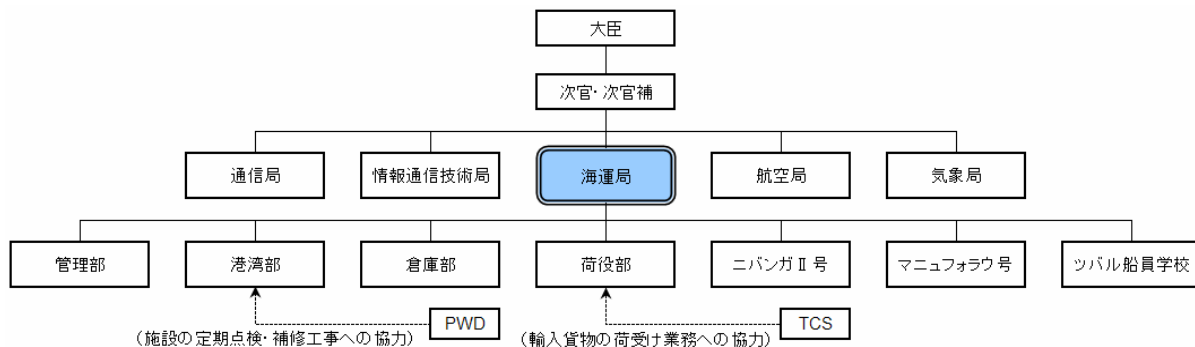 大臣
次官・次官補
通信局
情報通信技術局
海運局
航空局
気象局
管理部
港湾部
倉庫部
荷役部
ニバンガⅡ号
マニュフォラウ号
ツバル船員学校
PWD
TCS
(施設の定期点検・補修工事への協力)
(輸入貨物の荷受け業務への協力)